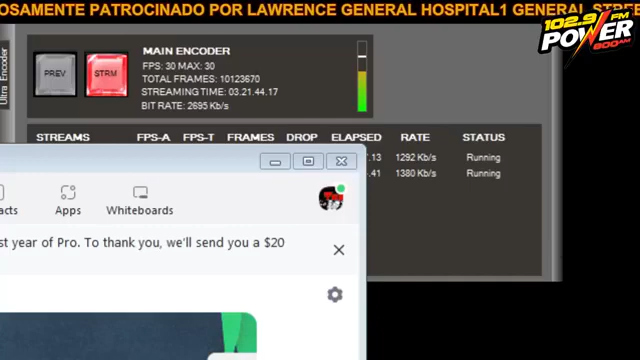 OSAMENTE PATROCINADO POR LAWRENCE GENERAL HOSPITAL1 GENERAL STREE
102.9 FM
POWER
800AM
Ultra Encoder
PREV
STRM
MAIN ENCODER
FPS: 30 MAX: 30
TOTAL FRAMES: 10123670
STREAMING TIME: 03.21.44.17
BIT RATE: 2695 Kb/s
STREAMS FPS-A FPS-T FRAMES DROP ELAPSED RATE STATUS
.13 1292 Kb/s Running
.41 1380 Kb/s Running
acts Apps Whiteboards
st year of Pro. To thank you, we'll send you a $20